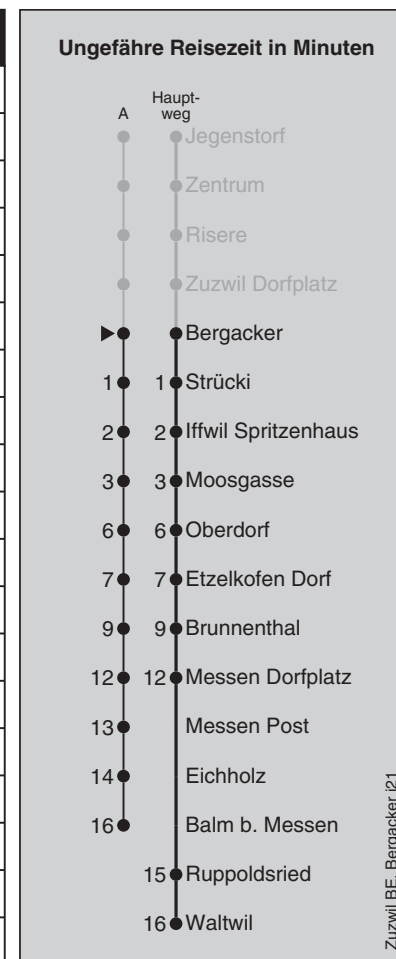 Ungefähre Reisezeit in Minuten
Haupt-
A weg
Jegenstorf
Zentrum
Risere
Zuzwil Dorfplatz
Bergacker
1 1 Strücki
2 2 Iffwil Spritzenhaus
3 3 Moosgasse
6 6 Oberdorf
7 7 Etzelkofen Dorf
9 9 Brunnenthal
12 12 Messen Dorfplatz
13 Messen Post
14 Eichholz
16 Balm b. Messen
15 Ruppoldsried
16 Waltwil
Zuzwil BE, Bergacker j21